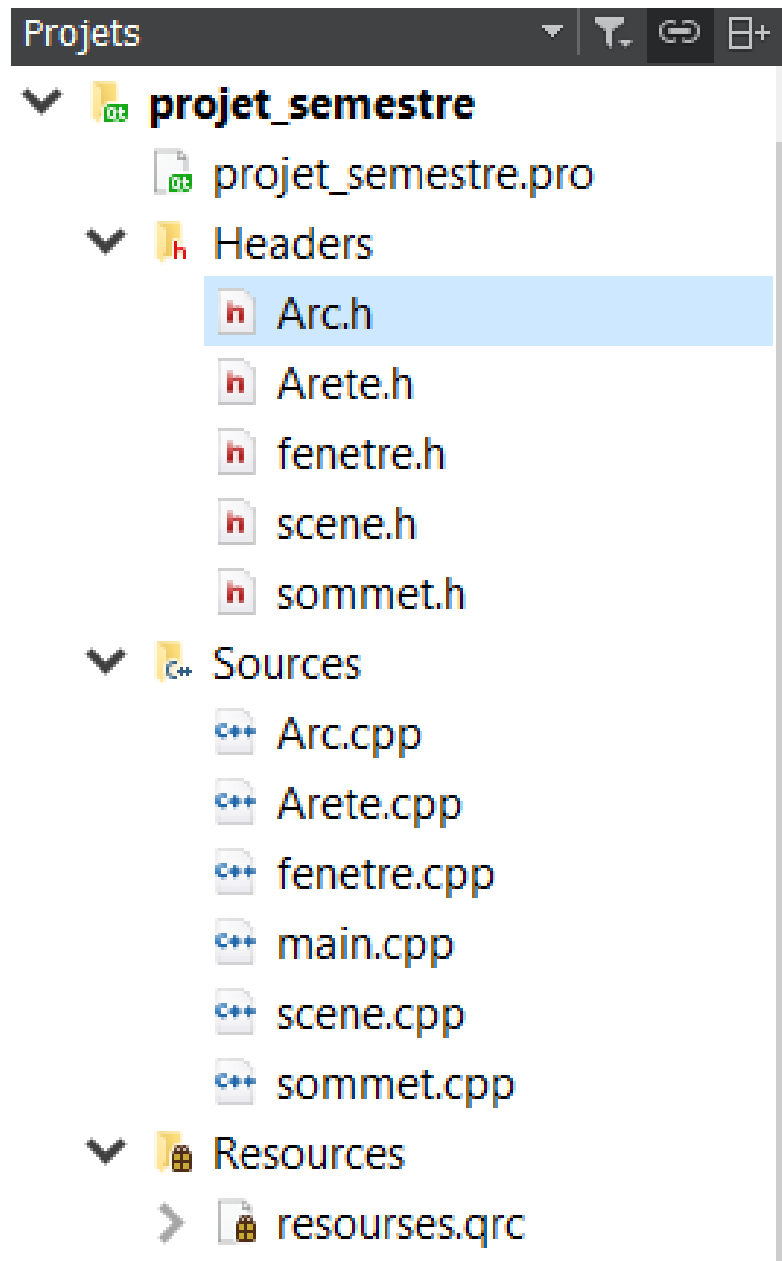 Projets
projet_semestre
projet_semestre.pro
Headers
Arc.h
Arete.h
fenetre.h
scene.h
sommet.h
Sources
Arc.cpp
Arete.cpp
fenetre.cpp
main.cpp
scene.cpp
sommet.cpp
Resources
resourses.qrc